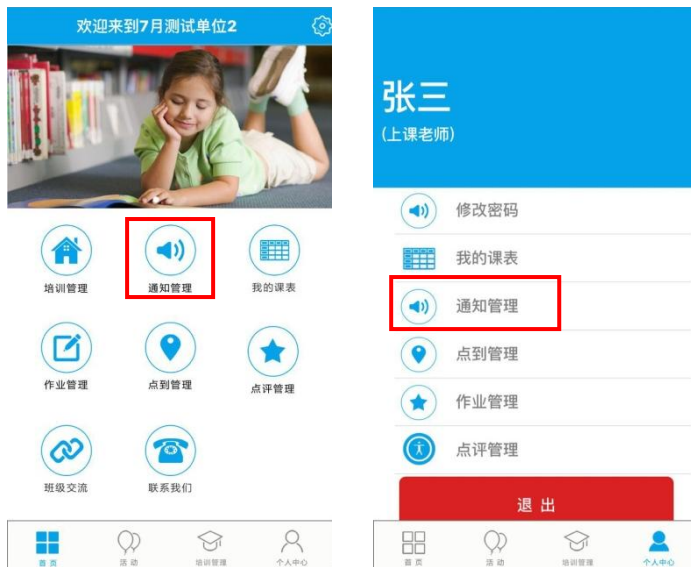 欢迎来到7月测试单位2
培训管理
通知管理
我的课表
作业管理
点到管理
点评管理
班级交流
联系我们
首页
活动
培训管理
个人中心
张三
(上课老师)
修改密码
我的课表
通知管理
点到管理
作业管理
点评管理
退出
首页
活动
培训管理
个人中心